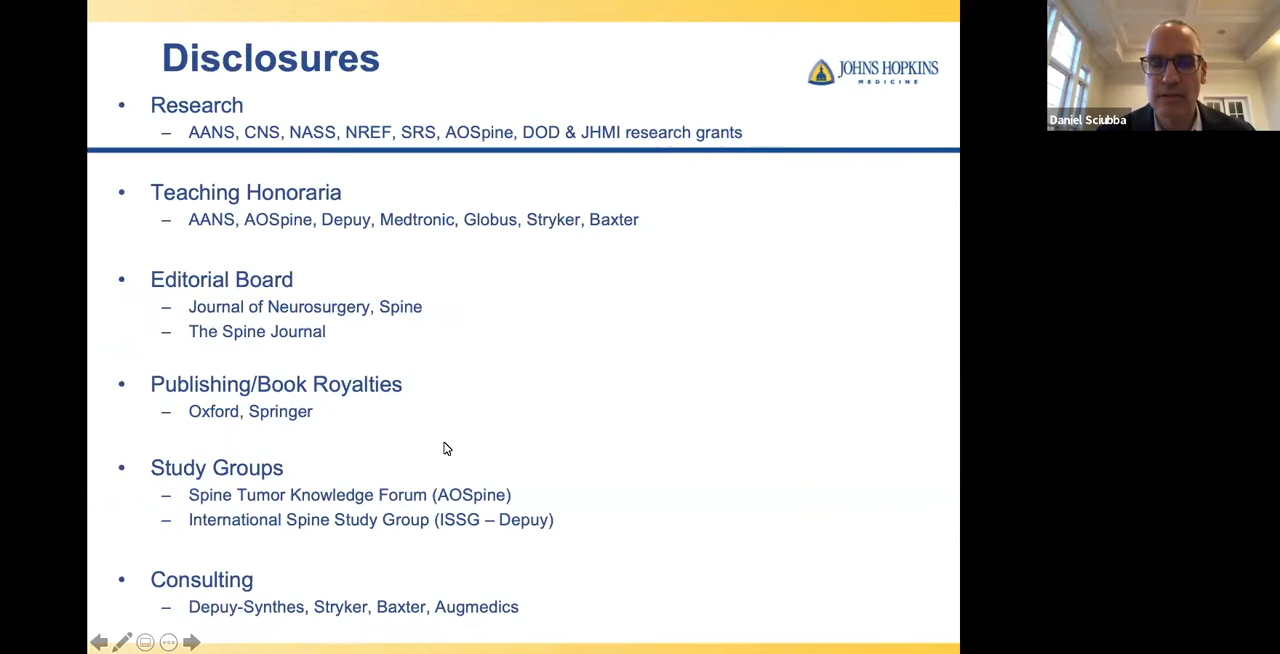 Disclosures
JOHNS HOPKINS
MEDICINE
• Research
– AANS, CNS, NASS, NREF, SRS, AOSpine, DOD & JHMI research grants
• Teaching Honoraria
– AANS, AOSpine, Depuy, Medtronic, Globus, Stryker, Baxter
• Editorial Board
– Journal of Neurosurgery, Spine
– The Spine Journal
• Publishing/Book Royalties
– Oxford, Springer
• Study Groups
– Spine Tumor Knowledge Forum (AOSpine)
– International Spine Study Group (ISSG – Depuy)
• Consulting
– Depuy-Synthes, Stryker, Baxter, Augmedics
Daniel Sciubba